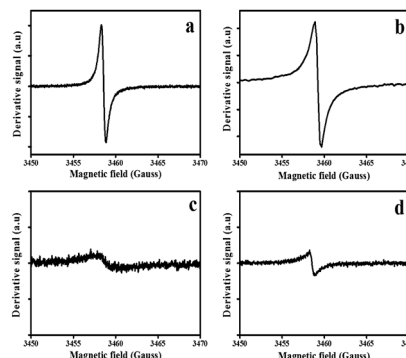 a
Derivative signal (a.u)
3450 3455 3460 3465 3470
Magnetic field (Gauss)
b
Derivative signal (a.u)
3450 3455 3460 3465
Magnetic field (Gauss)
c
Derivative signal (a.u)
3450 3455 3460 3465 3470
Magnetic field (Gauss)
d
Derivative signal (a.u)
3450 3455 3460 3465
Magnetic field (Gauss)